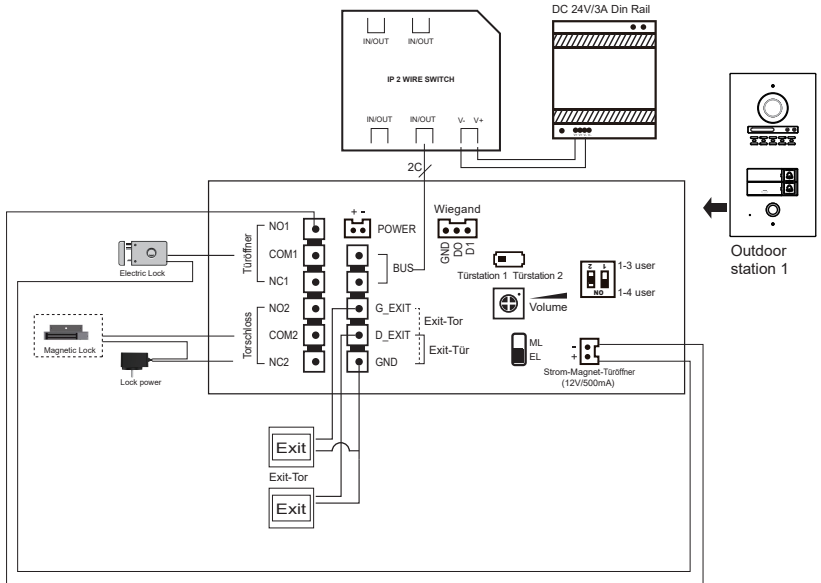 DC 24V/3A Din Rail
IN/OUT IN/OUT
IP 2 WIRE SWITCH
IN/OUT IN/OUT V- V+
2C
Outdoor
station 1
Türöffner
NO1
COM1
NC1
Torschloss
NO2
COM2
NC2
+ -
POWER
BUS
G_EXIT
D_EXIT
GND
Exit-Tor
Exit-Tür
Wiegand
GND
DO
D1
Türstation 1 Türstation 2
Volume
2 1
NO
1-3 user
1-4 user
ML
EL
-
+
Strom-Magnet-Türöffner
(12V/500mA)
Electric Lock
Magnetic Lock
Lock power
Exit
Exit-Tor
Exit